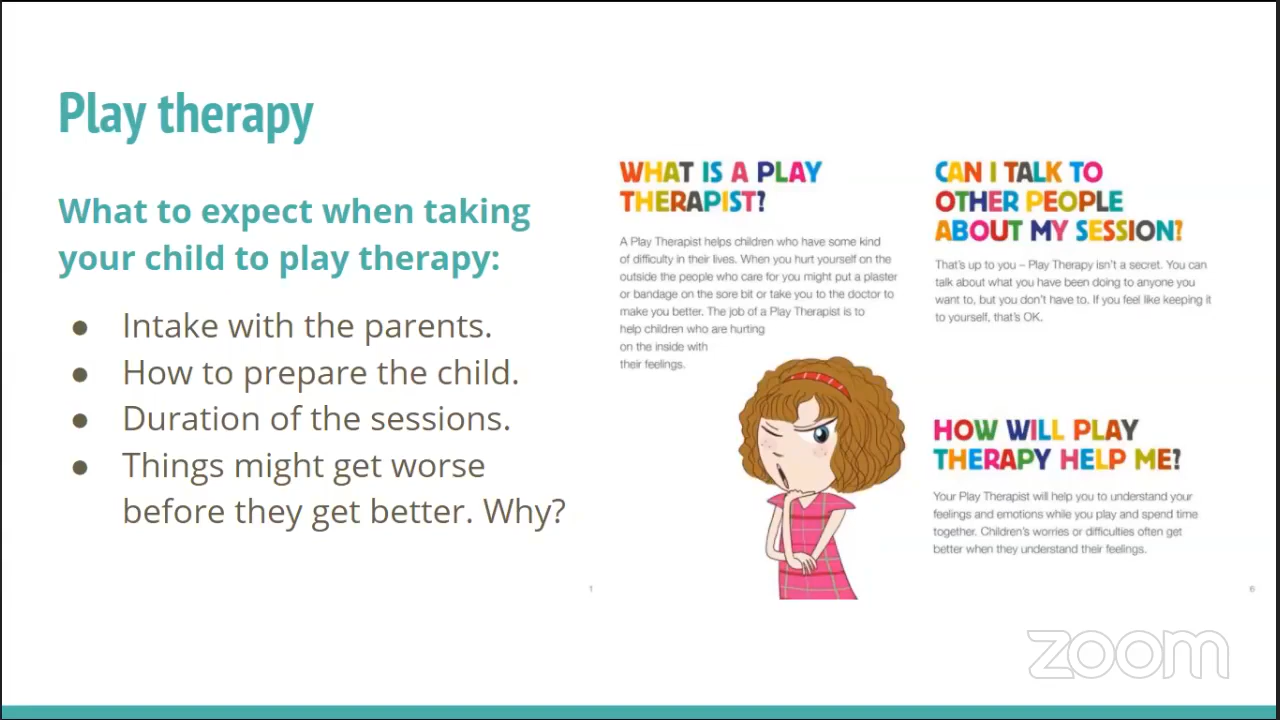 Play therapy
What to expect when taking
your child to play therapy:
● Intake with the parents.
● How to prepare the child.
● Duration of the sessions.
● Things might get worse
before they get better. Why?
WHAT IS A PLAY
THERAPIST?
A Play Therapist helps children who have some kind
of difficulty in their lives. When you hurt yourself on the
outside the people who care for you might put a plaster
or bandage on the sore bit or take you to the doctor to
make you better. The job of a Play Therapist is to
help children who are hurting
on the inside with
their feelings.
1
CAN I TALK TO
OTHER PEOPLE
ABOUT MY SESSION?
That's up to you – Play Therapy isn't a secret. You can
talk about what you have been doing to anyone you
want to, but you don't have to. If you feel like keeping it
to yourself, that's OK.
HOW WILL PLAY
THERAPY HELP ME?
Your Play Therapist will help you to understand your
feelings and emotions while you play and spend time
together. Children's worries or difficulties often get
better when they understand their feelings.
6
zoom